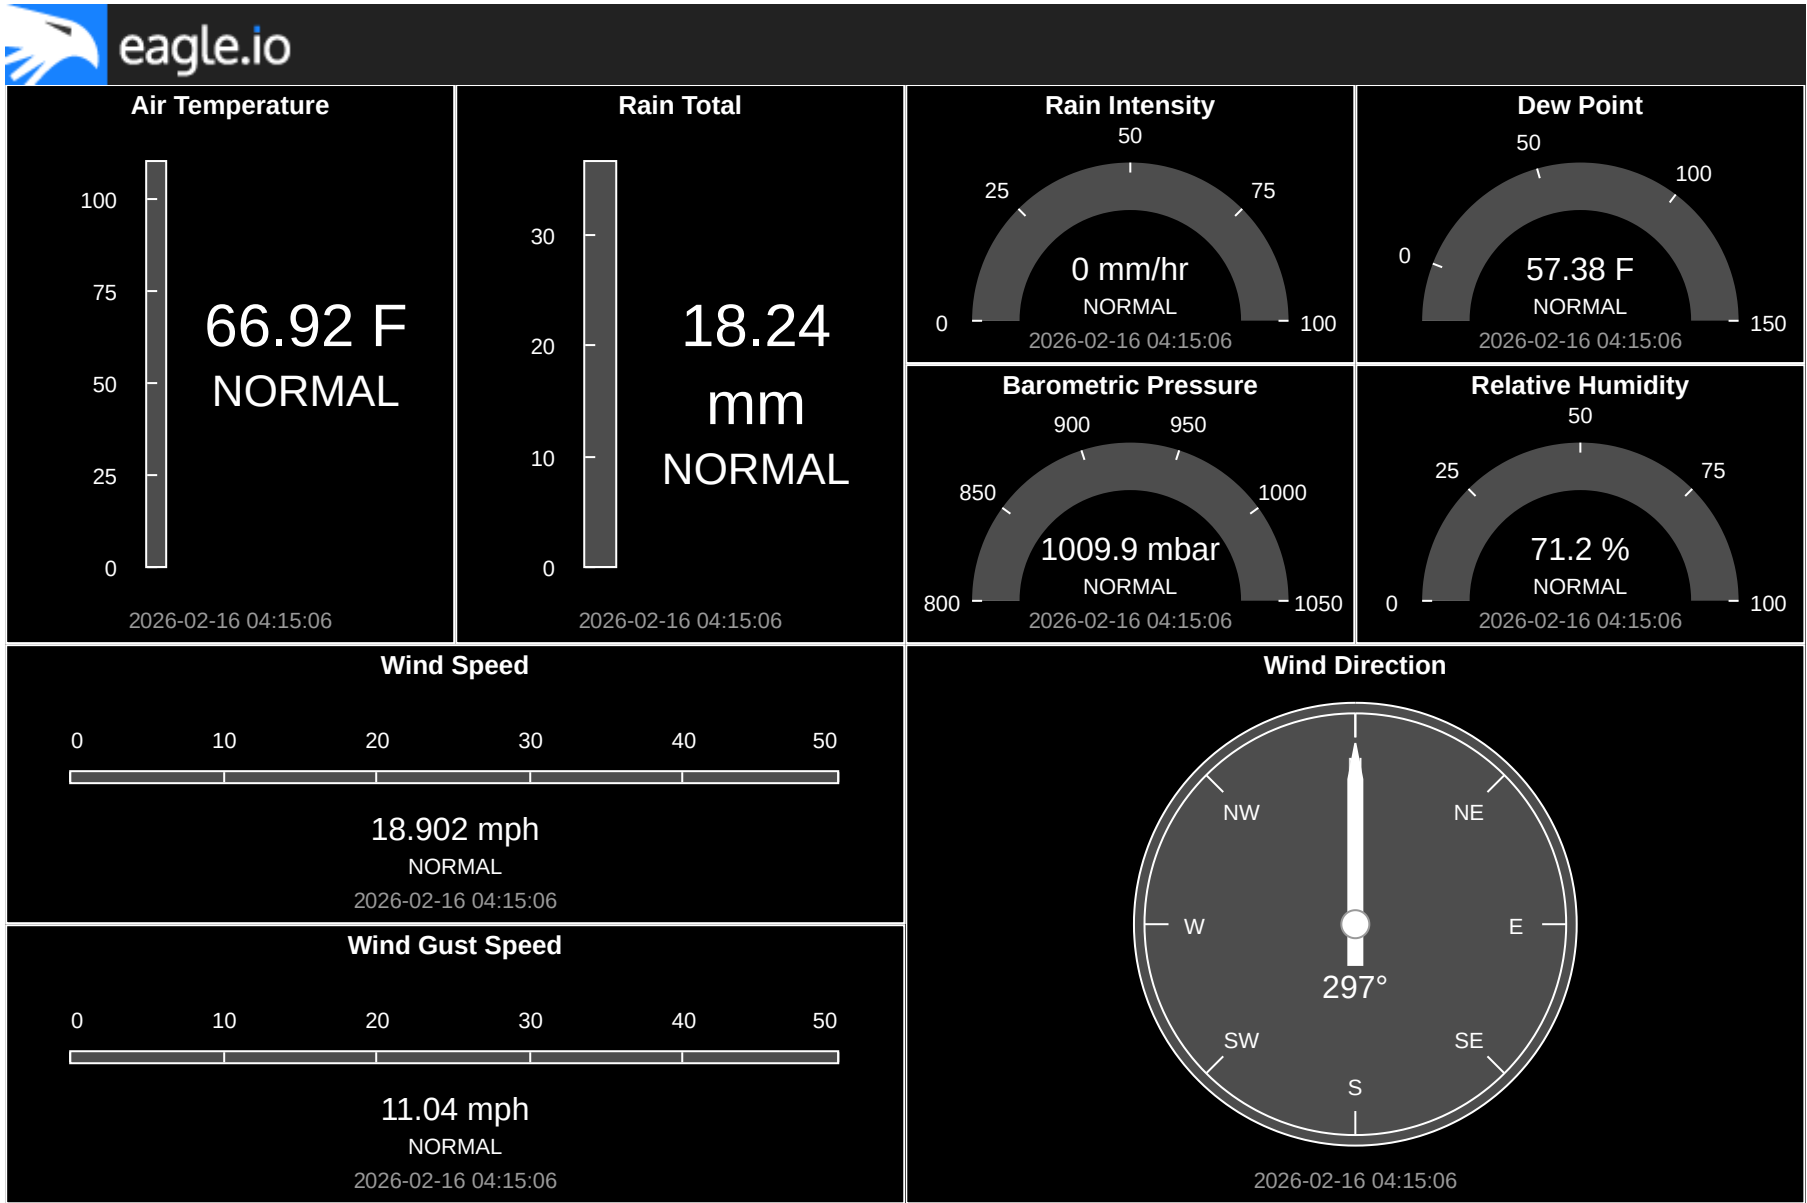 eagle.io
Air Temperature
100
75
50
25
0
66.92 F
NORMAL
2026-02-16 04:15:06
Rain Total
30
20
10
0
18.24
mm
NORMAL
2026-02-16 04:15:06
Rain Intensity
0
25
50
75
100
0 mm/hr
NORMAL
2026-02-16 04:15:06
Dew Point
0
50
100
150
57.38 F
NORMAL
2026-02-16 04:15:06
Barometric Pressure
800
850
900
950
1000
1050
1009.9 mbar
NORMAL
2026-02-16 04:15:06
Relative Humidity
0
25
50
75
100
71.2 %
NORMAL
2026-02-16 04:15:06
Wind Speed
0 10 20 30 40 50
18.902 mph
NORMAL
2026-02-16 04:15:06
Wind Gust Speed
0 10 20 30 40 50
11.04 mph
NORMAL
2026-02-16 04:15:06
Wind Direction
NW NE
W E
297°
SW SE
S
2026-02-16 04:15:06